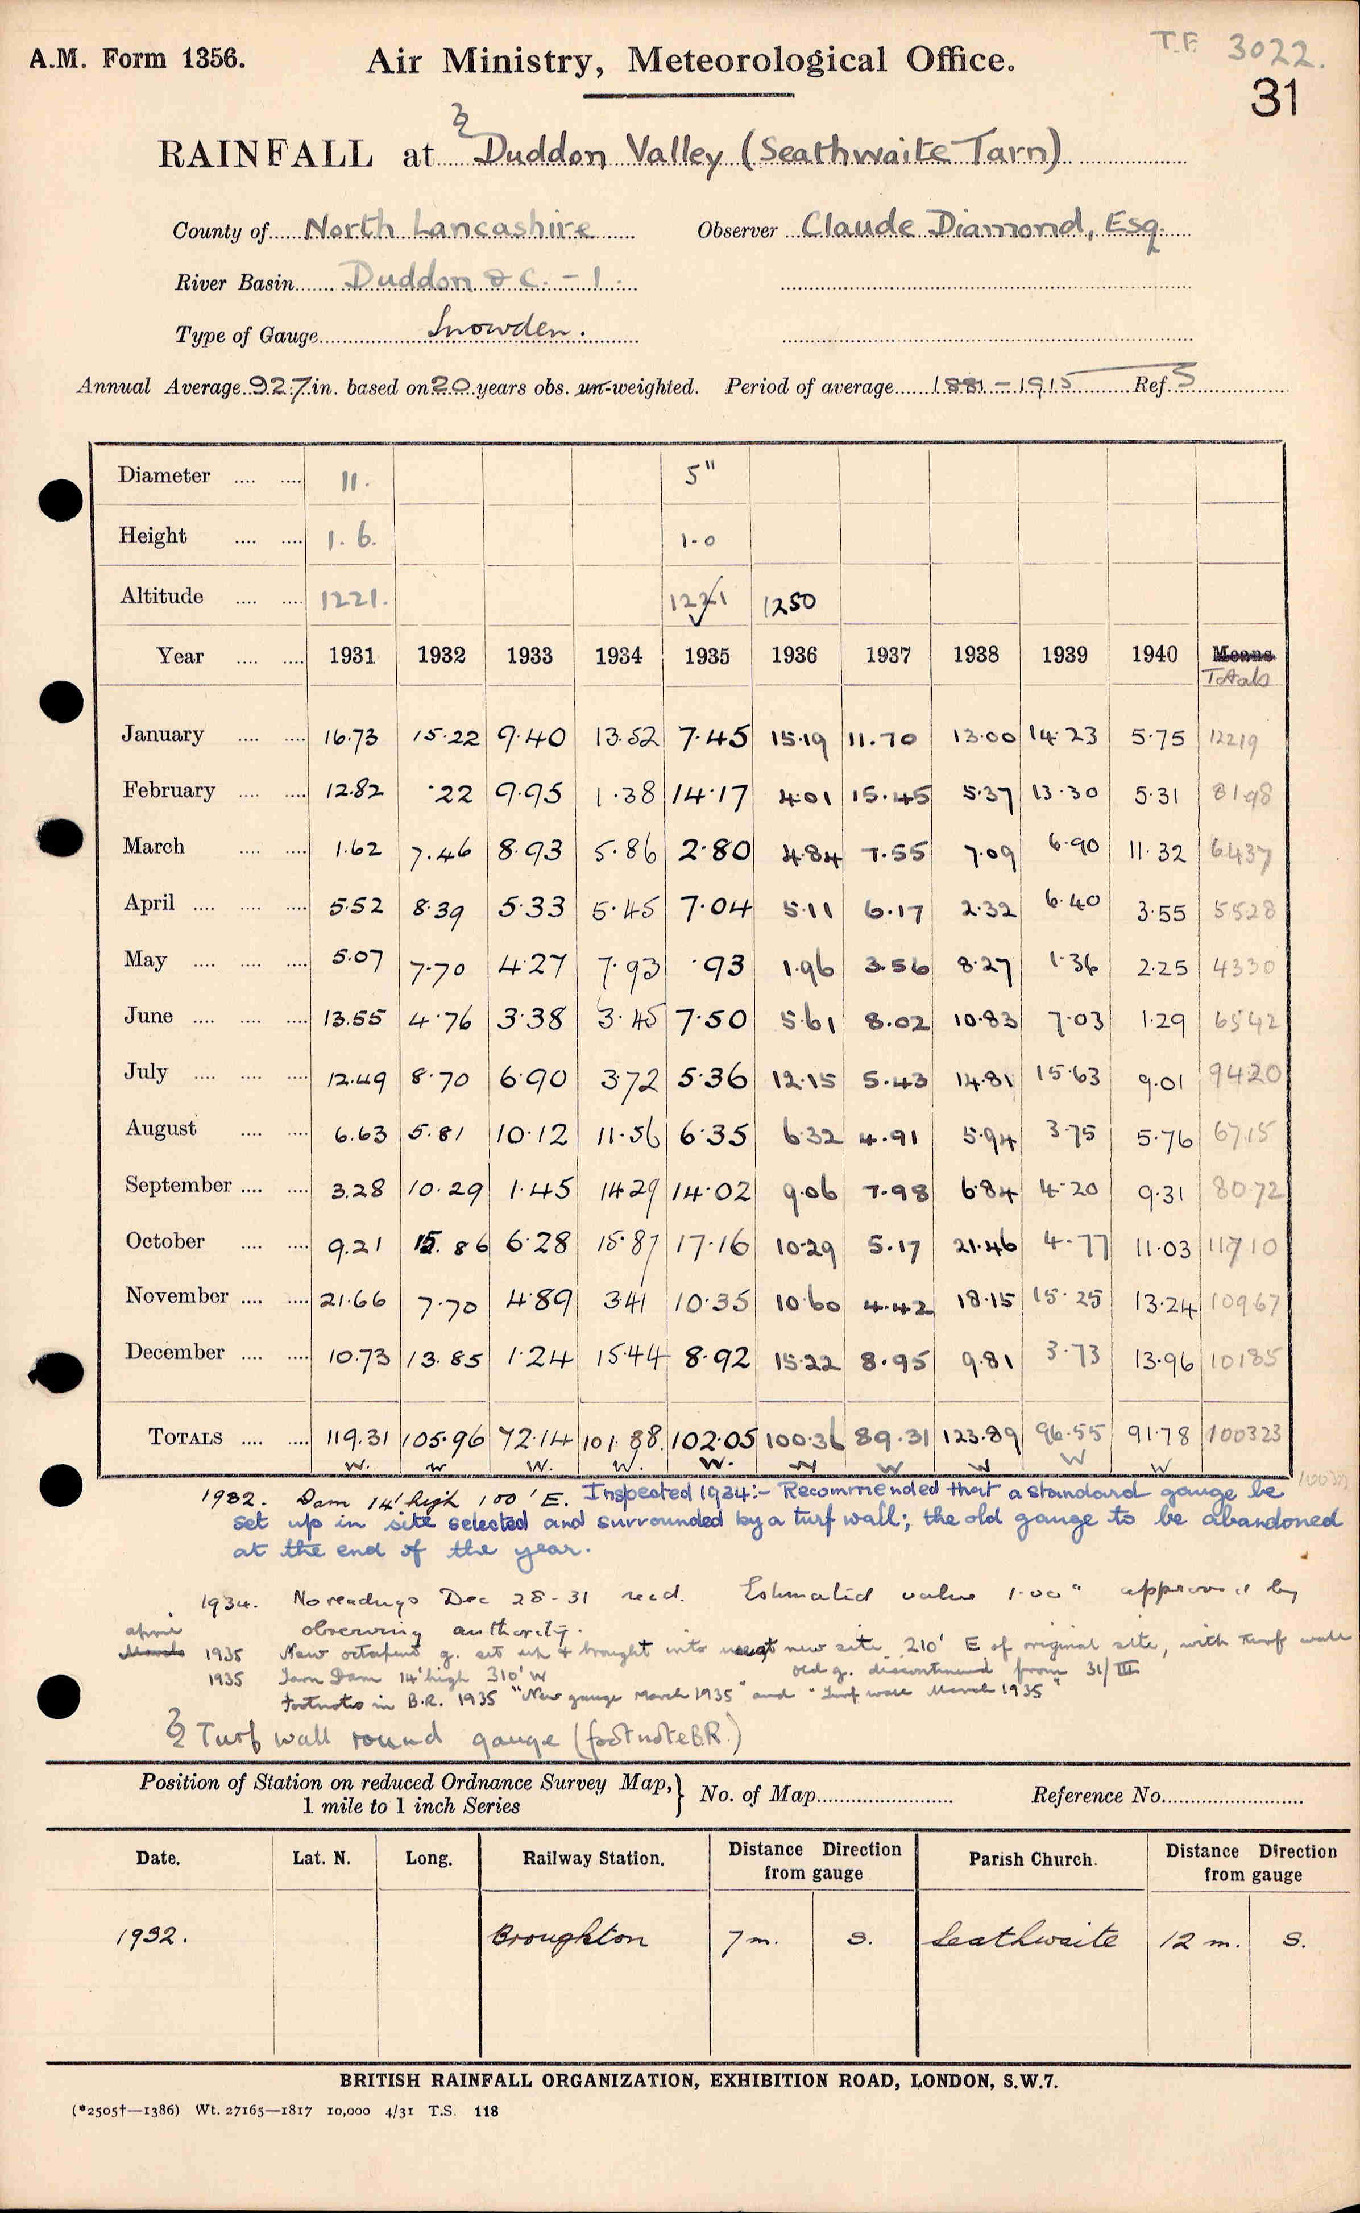 T.F. 3022.
A.M. Form 1356. Air Ministry, Meteorological Office.
31
RAINFALL at Duddon Valley (Seathwaite Tarn)
County of North Lancashire Observer Claude Diamond, Esq.
River Basin Duddon &c. – 1.
Type of Gauge Snowden.
Annual Average 92.7 in. based on 20 years obs. un-weighted. Period of average 1881 – 1915 Ref. S
Diameter .... .... 11. 5"
Height .... .... 1.6. 1.0
Altitude .... .... 1221. 1221 1250
Year .... .... 1931 1932 1933 1934 1935 1936 1937 1938 1939 1940 Means
Totals
January .... .... 16.73 15.22 9.40 13.52 7.45 15.19 11.70 13.00 14.23 5.75 12219
February .... .... 12.82 .22 9.95 1.38 14.17 4.01 15.45 5.37 13.30 5.31 8198
March .... .... 1.62 7.46 8.93 5.86 2.80 4.84 7.55 7.09 6.90 11.32 6437
April .... .... .... 5.52 8.39 5.33 5.45 7.04 5.11 6.17 2.32 6.40 3.55 5528
May .... .... .... 5.07 7.70 4.27 7.93 .93 1.96 3.56 8.27 1.36 2.25 4330
June .... .... .... 13.55 4.76 3.38 3.45 7.50 5.61 8.02 10.83 7.03 1.29 6542
July .... .... .... 12.49 8.70 6.90 3.72 5.36 12.15 5.43 14.81 15.63 9.01 9420
August .... .... 6.63 5.81 10.12 11.56 6.35 6.32 4.91 5.94 3.75 5.76 6715
September .... .... 3.28 10.29 1.45 14.29 14.02 9.06 7.98 6.84 4.20 9.31 8072
October .... .... 9.21 15.86 6.28 15.87 17.16 10.29 5.17 21.46 4.77 11.03 11710
November .... .... 21.66 7.70 4.89 3.41 10.35 10.60 4.42 18.15 15.25 13.24 10967
December .... .... 10.73 13.85 1.24 15.44 8.92 15.22 8.95 9.81 3.73 13.96 10185
TOTALS .... .... 119.31 105.96 72.14 101.88 102.05 100.36 89.31 123.89 96.55 91.78 100323
W. W W. W. W. W W W W W
1932. Dam 14' high 100' E. Inspected 1934:- Recommended that a standard gauge be
set up in site selected and surrounded by a turf wall; the old gauge to be abandoned
at the end of the year.
1934. No readings Dec 28-31 recd. Estimated value 1.00" approved by
observing authority.
April
March 1935 New octapent g. set up & brought into use at new site 210' E of original site, with turf wall
1935 Tarn Dam 14' high 310' W old g. discontinued from 31/III
Footnotes in B.R. 1935 "New gauge March 1935" and "Turf wall March 1935"
Turf wall round gauge (footnote B.R.)
Position of Station on reduced Ordnance Survey Map,
1 mile to 1 inch Series } No. of Map Reference No.
Date. Lat. N. Long. Railway Station. Distance Direction from gauge Parish Church. Distance Direction from gauge
1932. Broughton 7 m. S. Seathwaite 12 m. S.
BRITISH RAINFALL ORGANIZATION, EXHIBITION ROAD, LONDON, S.W.7.
(*2505†—1386) Wt. 27165—1817 10,000 4/31 T.S. 118